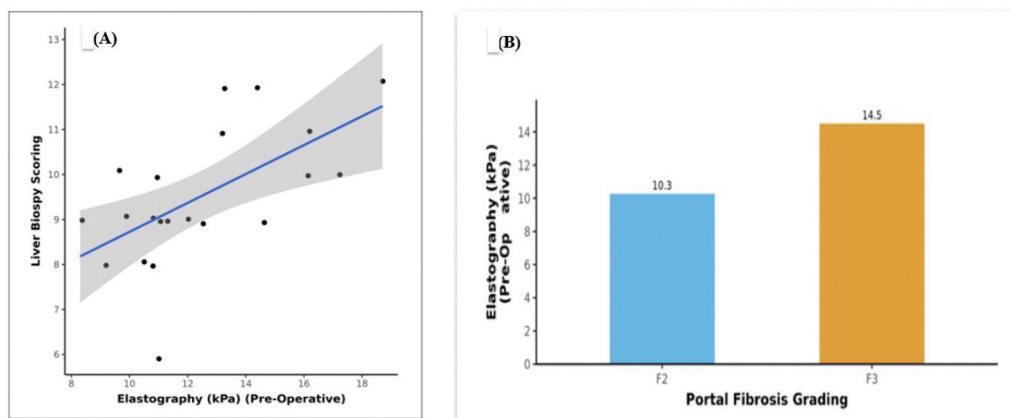 (A)
13
12
11
10
9
8
7
6
Liver Biospy Scoring
8 10 12 14 16 18
Elastography (kPa) (Pre-Operative)
(B)
14
12
10
8
6
4
2
0
Elastography (kPa)
(Pre-Op ative)
10.3
14.5
F2 F3
Portal Fibrosis Grading